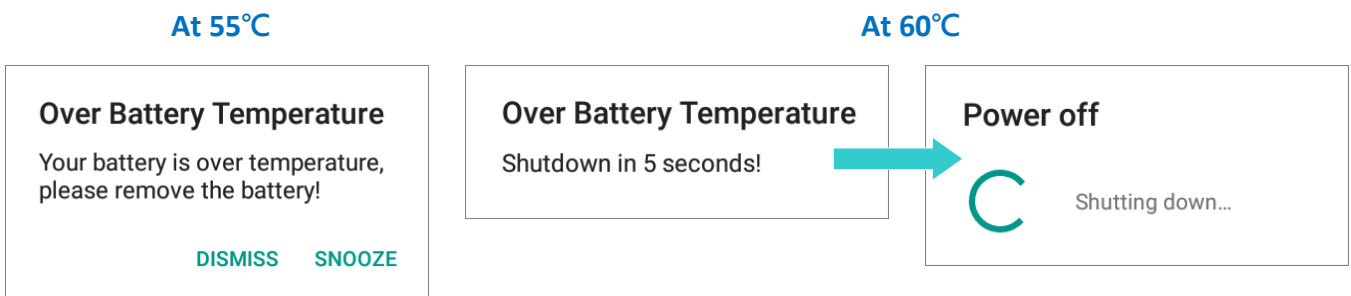 At 55℃
Over Battery Temperature
Your battery is over temperature,
please remove the battery!
DISMISS SNOOZE
At 60℃
Over Battery Temperature
Shutdown in 5 seconds!
Power off
Shutting down...